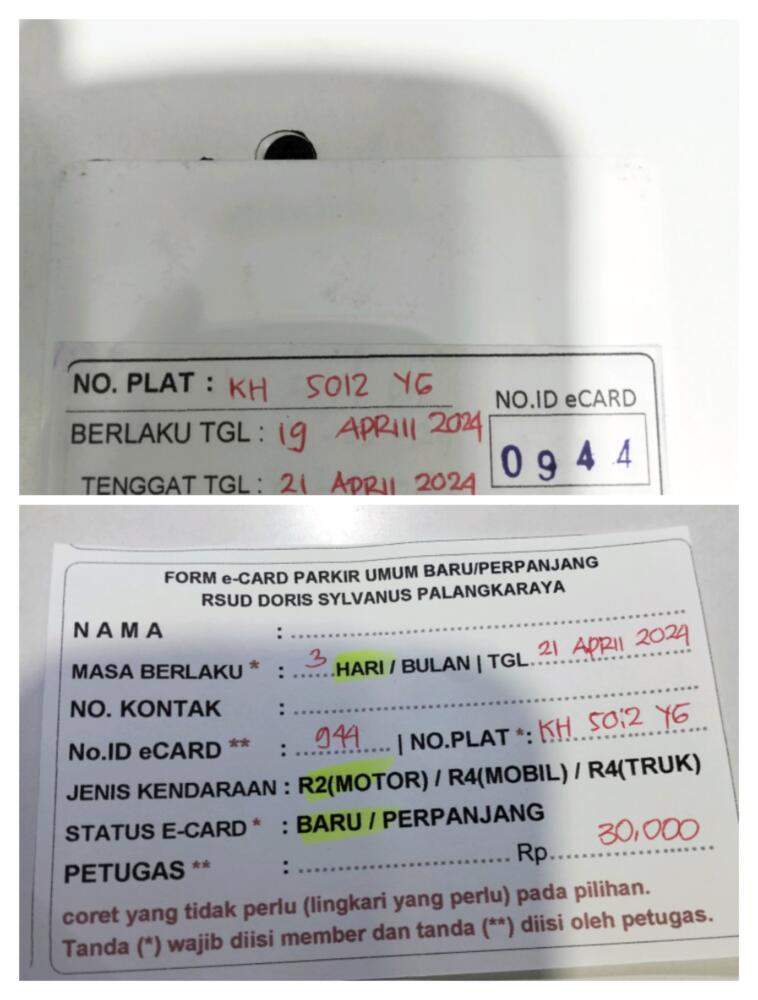 NO. PLAT : KH 5012 YG
NO.ID eCARD
BERLAKU TGL : 19 APRIll 2024
0944
TENGGAT TGL : 21 APRIl 2024
FORM e-CARD PARKIR UMUM BARU/PERPANJANG
RSUD DORIS SYLVANUS PALANGKARAYA
NAMA : ..............................
MASA BERLAKU * : ..3....HARI / BULAN | TGL. 21 APRIl 2024
NO. KONTAK : ..............................
No.ID eCARD ** : ..944.... | NO.PLAT *: KH 5012 YG
JENIS KENDARAAN : R2(MOTOR) / R4(MOBIL) / R4(TRUK)
STATUS E-CARD * : BARU / PERPANJANG
PETUGAS ** : .............................. Rp. 30,000
coret yang tidak perlu (lingkari yang perlu) pada pilihan.
Tanda (*) wajib diisi member dan tanda (**) diisi oleh petugas.